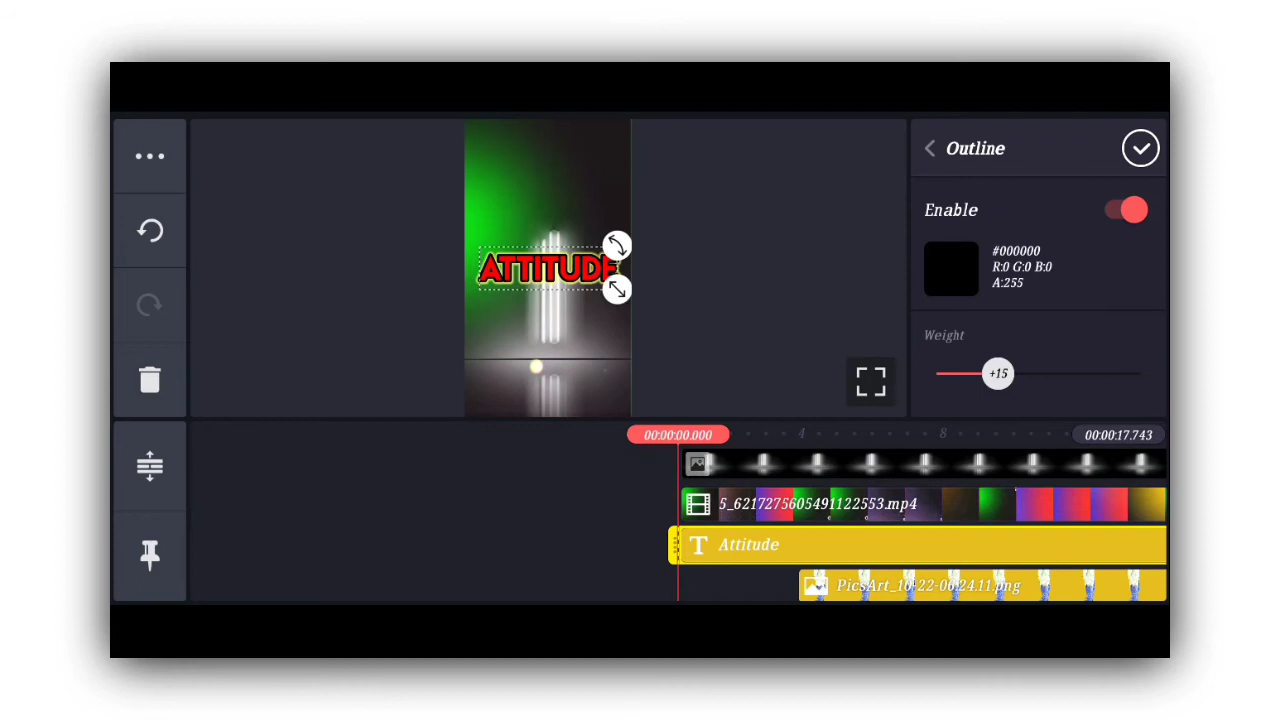 Outline
Enable
#000000
R:0 G:0 B:0
A:255
Weight
+15
ATTITUDE
00:00:00.000
4
8
00:00:17.743
5_6217275605491122553.mp4
T Attitude
PicsArt_10-22-06.24.11.png